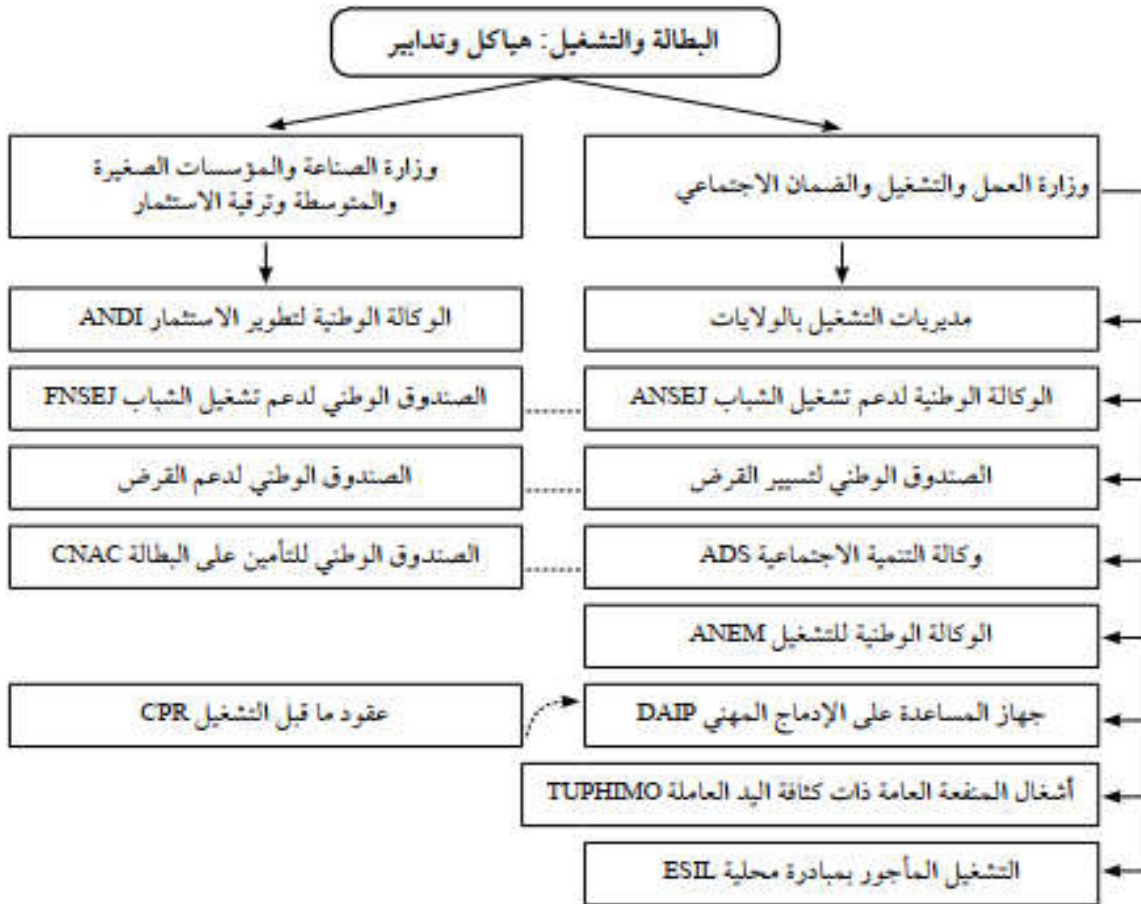 البطالة والتشغيل: هياكل وتدابير
وزارة العمل والتشغيل والضمان الاجتماعي
وزارة الصناعة والمؤسسات الصغيرة
والمتوسطة وترقية الاستثمار
مديريات التشغيل بالولايات
الوكالة الوطنية لتطوير الاستثمار ANDI
الوكالة الوطنية لدعم تشغيل الشباب ANSEJ
الصندوق الوطني لدعم تشغيل الشباب FNSEJ
الصندوق الوطني لتسيير القرض
الصندوق الوطني لدعم القرض
وكالة التنمية الاجتماعية ADS
الصندوق الوطني للتأمين على البطالة CNAC
الوكالة الوطنية للتشغيل ANEM
جهاز المساعدة على الإدماج المهني DAIP
عقود ما قبل التشغيل CPR
أشغال المنفعة العامة ذات كثافة اليد العاملة TUPHIMO
التشغيل المأجور بمبادرة محلية ESIL